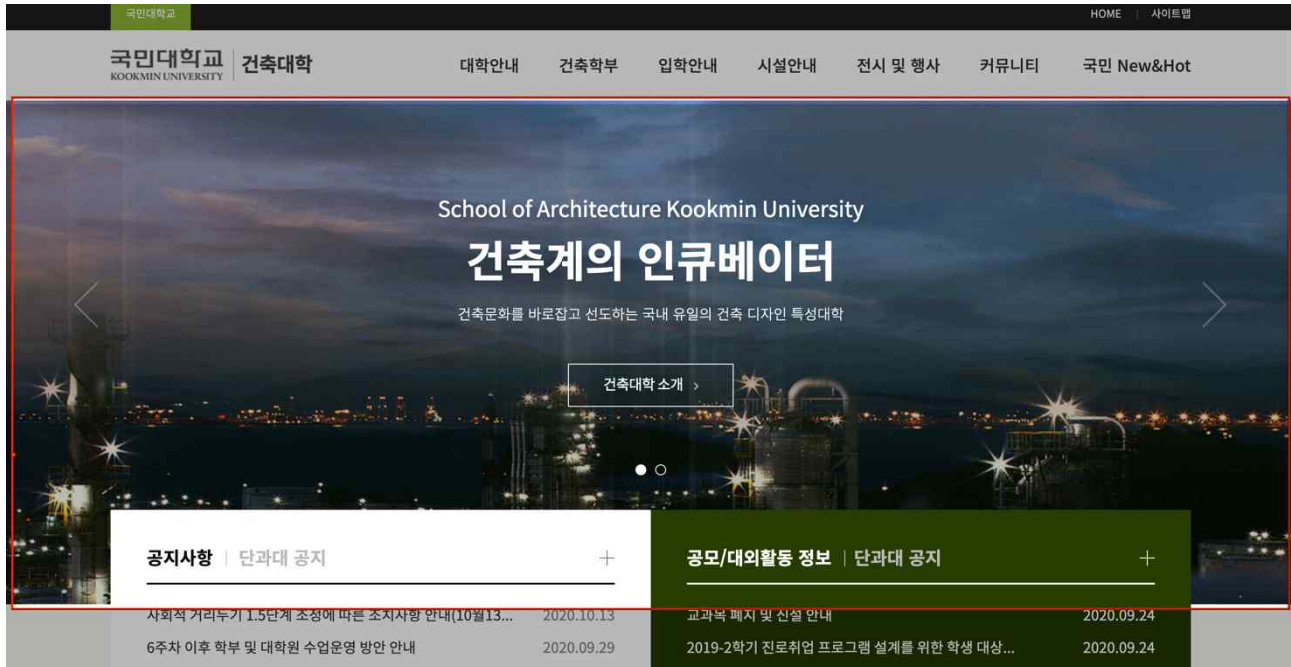 국민대학교
HOME | 사이트맵
국민대학교 | 건축대학
KOOKMIN UNIVERSITY
대학안내 건축학부 입학안내 시설안내 전시 및 행사 커뮤니티 국민 New&Hot
School of Architecture Kookmin University
건축계의 인큐베이터
건축문화를 바로잡고 선도하는 국내 유일의 건축 디자인 특성대학
건축대학 소개 >
공지사항 | 단과대 공지 +
사회적 거리두기 1.5단계 조정에 따른 조치사항 안내(10월13... 2020.10.13
6주차 이후 학부 및 대학원 수업운영 방안 안내 2020.09.29
공모/대외활동 정보 | 단과대 공지 +
교과목 폐지 및 신설 안내 2020.09.24
2019-2학기 진로취업 프로그램 설계를 위한 학생 대상... 2020.09.24